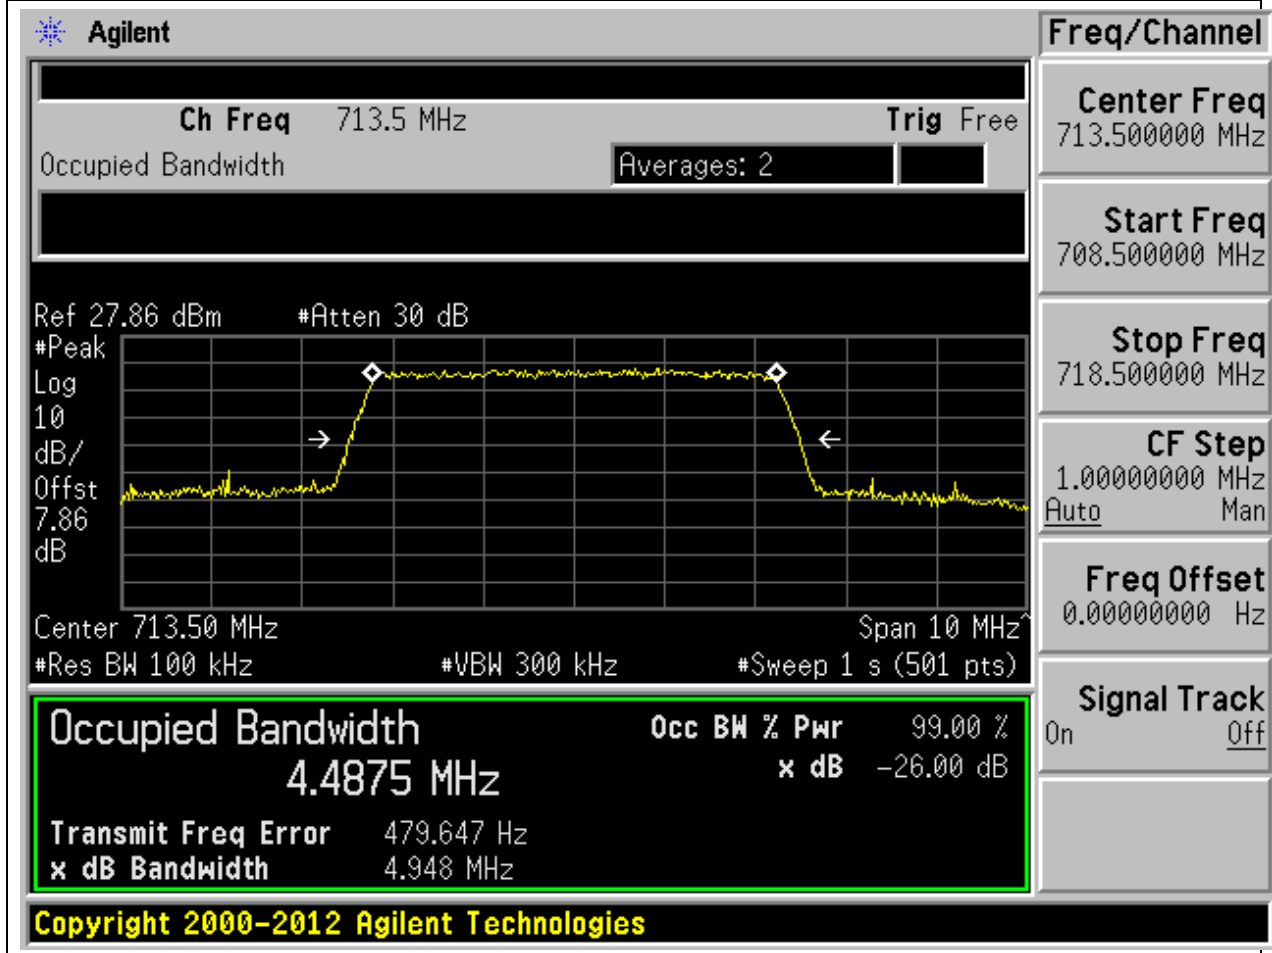 Agilent
Freq/Channel
Ch Freq 713.5 MHz Trig Free
Occupied Bandwidth Averages: 2
Center Freq
713.500000 MHz
Start Freq
708.500000 MHz
Stop Freq
718.500000 MHz
CF Step
1.00000000 MHz
Auto Man
Freq Offset
0.00000000 Hz
Signal Track
On Off
Ref 27.86 dBm #Atten 30 dB
#Peak
Log
10
dB/
Offst
7.86
dB
Center 713.50 MHz Span 10 MHz^
#Res BW 100 kHz #VBW 300 kHz #Sweep 1 s (501 pts)
Occupied Bandwidth Occ BW % Pwr 99.00 %
4.4875 MHz x dB -26.00 dB
Transmit Freq Error 479.647 Hz
x dB Bandwidth 4.948 MHz
Copyright 2000-2012 Agilent Technologies